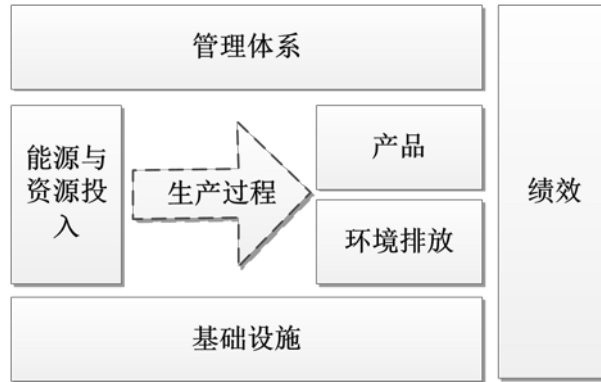 管理体系
能源与
资源投
入
生产过程
产品
环境排放
绩效
基础设施